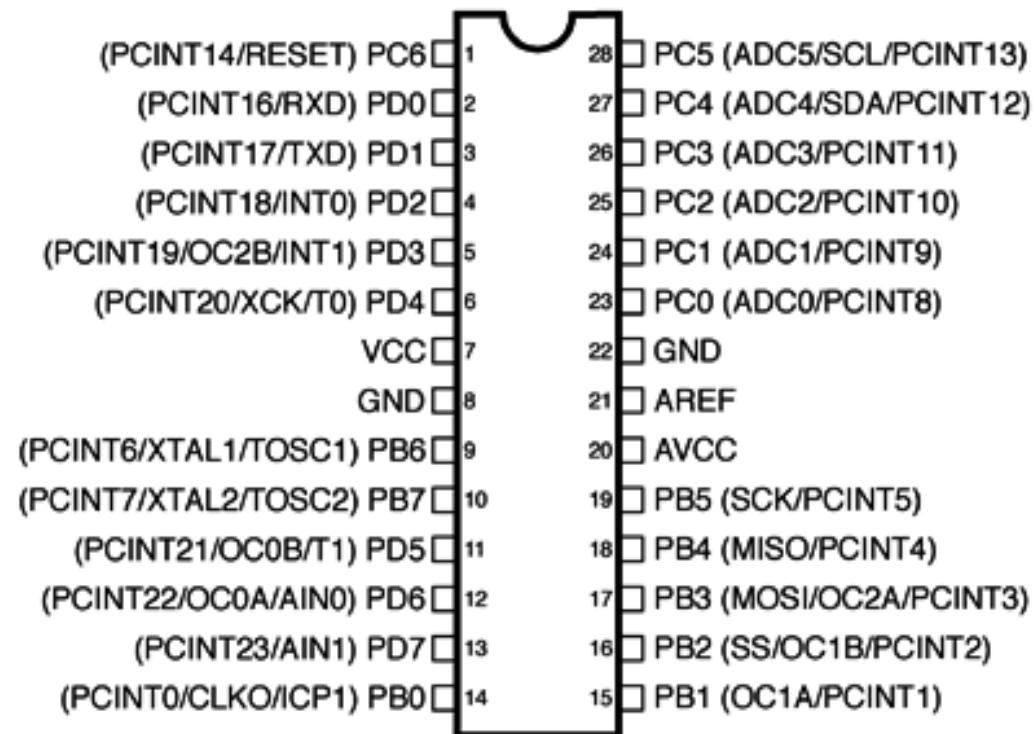 (PCINT14/RESET) PC6 1 28 PC5 (ADC5/SCL/PCINT13)
(PCINT16/RXD) PD0 2 27 PC4 (ADC4/SDA/PCINT12)
(PCINT17/TXD) PD1 3 26 PC3 (ADC3/PCINT11)
(PCINT18/INT0) PD2 4 25 PC2 (ADC2/PCINT10)
(PCINT19/OC2B/INT1) PD3 5 24 PC1 (ADC1/PCINT9)
(PCINT20/XCK/T0) PD4 6 23 PC0 (ADC0/PCINT8)
VCC 7 22 GND
GND 8 21 AREF
(PCINT6/XTAL1/TOSC1) PB6 9 20 AVCC
(PCINT7/XTAL2/TOSC2) PB7 10 19 PB5 (SCK/PCINT5)
(PCINT21/OC0B/T1) PD5 11 18 PB4 (MISO/PCINT4)
(PCINT22/OC0A/AIN0) PD6 12 17 PB3 (MOSI/OC2A/PCINT3)
(PCINT23/AIN1) PD7 13 16 PB2 (SS/OC1B/PCINT2)
(PCINT0/CLKO/ICP1) PB0 14 15 PB1 (OC1A/PCINT1)